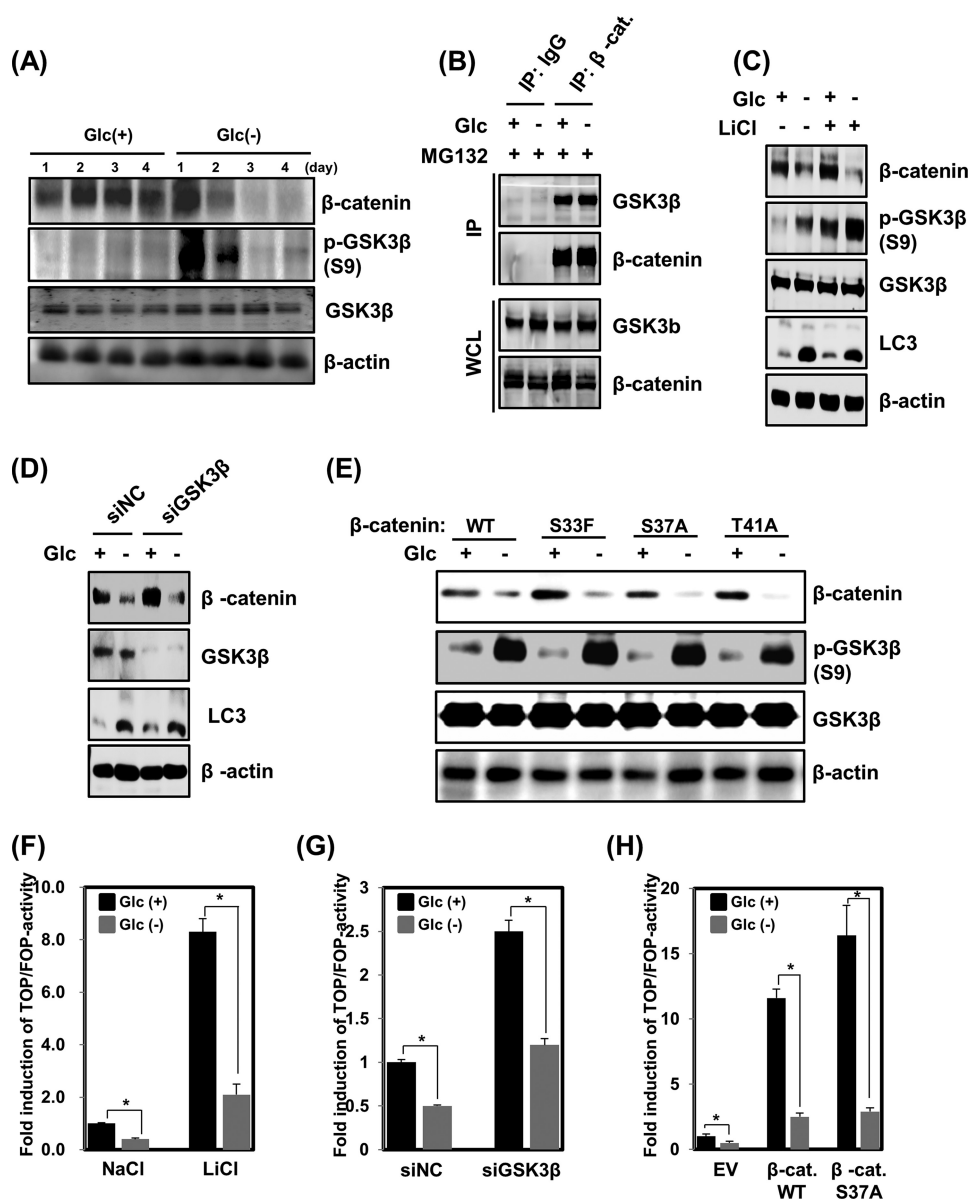 (A)
Glc(+) Glc(-)
1 2 3 4 1 2 3 4 (day)
β-catenin
p-GSK3β
(S9)
GSK3β
β-actin
(B)
IP: IgG IP: β -cat.
Glc + - + -
MG132 + + + +
IP
GSK3β
β-catenin
WCL
GSK3b
β-catenin
(C)
Glc + - + -
LiCl - - + +
β-catenin
p-GSK3β
(S9)
GSK3β
LC3
β-actin
(D)
siNC siGSK3β
Glc + - + -
β -catenin
GSK3β
LC3
β -actin
(E)
β-catenin: WT S33F S37A T41A
Glc + - + - + - + -
β-catenin
p-GSK3β
(S9)
GSK3β
β-actin
(F)
Fold induction of TOP/FOP-activity
10.0
8.0
6.0
4.0
2.0
0.0
Glc (+)
Glc (-)
*
*
NaCl LiCl
(G)
Fold induction of TOP/FOP-activity
3
2.5
2
1.5
1
0.5
0
Glc (+)
Glc (-)
*
*
siNC siGSK3β
(H)
Fold induction of TOP/FOP-activity
20
15
10
5
0
Glc (+)
Glc (-)
*
*
*
EV β-cat. β -cat.
WT S37A